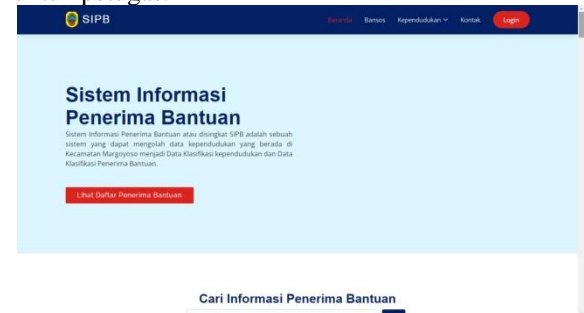 SIPB
Beranda Bansos Kependudukan Kontak Login
Sistem Informasi
Penerima Bantuan
Sistem Informasi Penerima Bantuan atau disingkat SIPB adalah sebuah
sistem yang dapat mengolah data kependudukan yang berada di
Kecamatan Margoyoso menjadi Data Klasifikasi kependudukan dan Data
Klasifikasi Penerima Bantuan.
Lihat Daftar Penerima Bantuan
Cari Informasi Penerima Bantuan